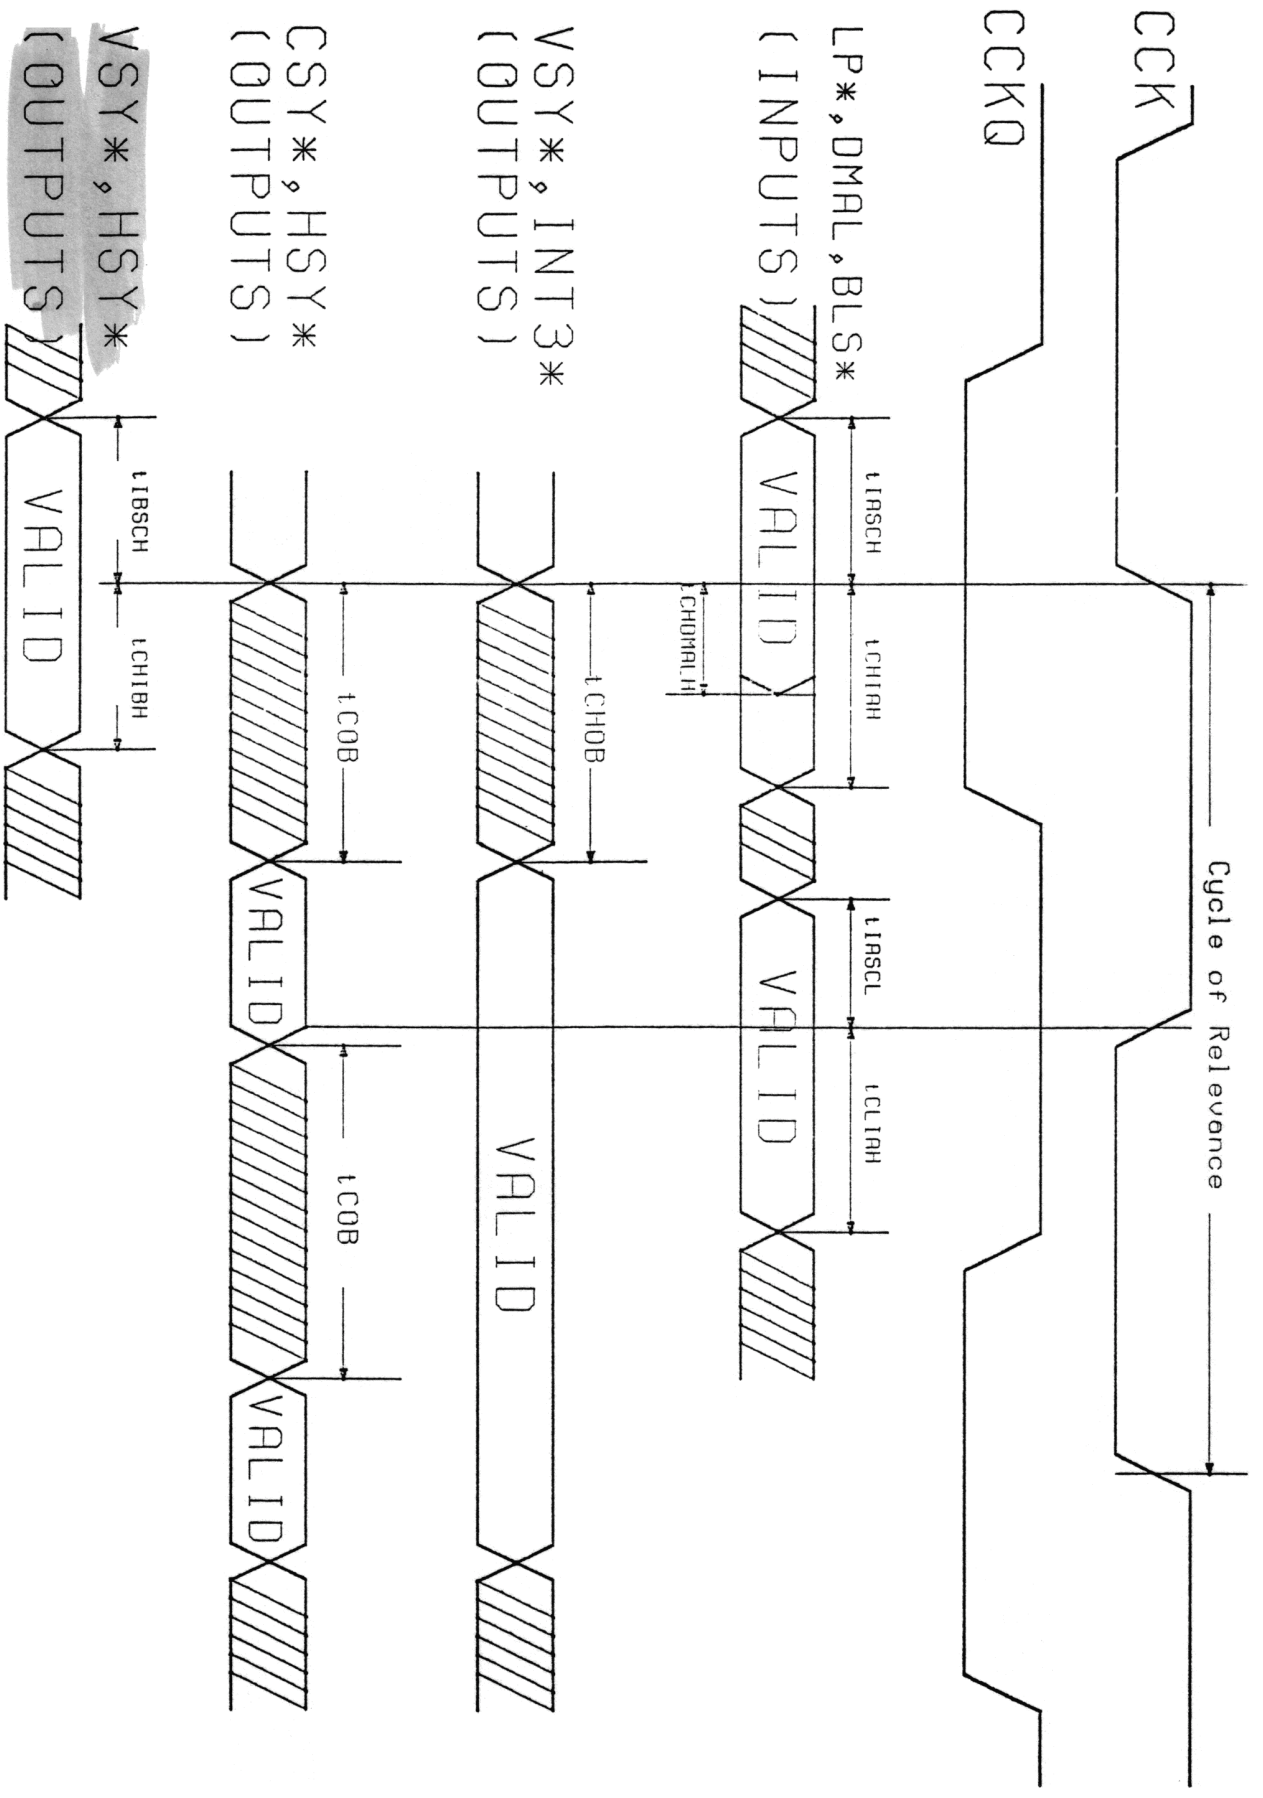 Cycle of Relevance
CCK
CCKQ
tIASCH
tCHIAH
tIASCL
tCLIAH
LP*,DMAL,BLS*
(INPUTS)
VALID
VALID
tCHDMALH
tCHOB
VSY*,INT3*
(OUTPUTS)
VALID
tCOB
tCOB
CSY*,HSY*
(OUTPUTS)
VALID
VALID
tIBSCH
tCHIBH
VSY*,HSY*
(OUTPUTS)
VALID